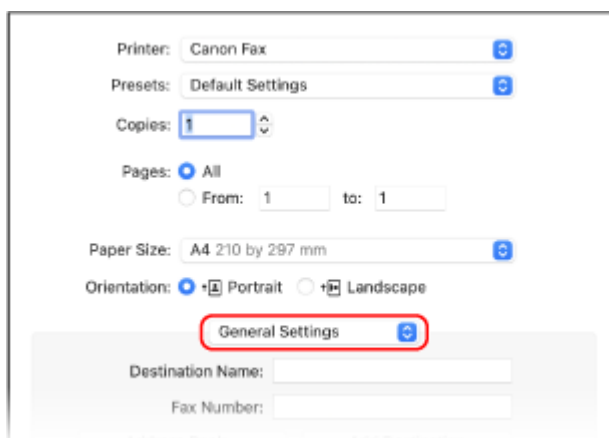 Printer: Canon Fax
Presets: Default Settings
Copies: 1
Pages: All
From: 1 to: 1
Paper Size: A4 210 by 297 mm
Orientation: Portrait Landscape
General Settings
Destination Name:
Fax Number: